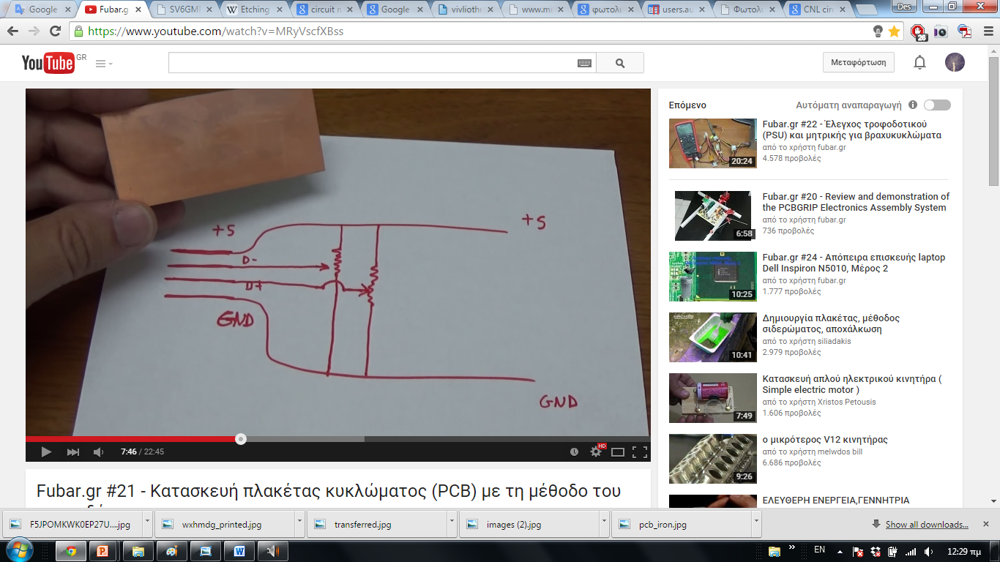 Google
Fubar.g
SV6GMI
Etching
circuit n
Google
vivliothr
www.mi
φωτολι
users.au
Φωτολι
CNL circ
Des
https://www.youtube.com/watch?v=MRyVscfXBss
YouTube GR
Μεταφόρτωση
+5
D-
D+
GND
+5
GND
7:46 / 22:45
HD
Επόμενο
Αυτόματη αναπαραγωγή
Fubar.gr #22 - Έλεγχος τροφοδοτικού
(PSU) και μητρικής για βραχυκυκλώματα
από το χρήστη fubar.gr
4.578 προβολές
20:24
Fubar.gr #20 - Review and demonstration of
the PCBGRIP Electronics Assembly System
από το χρήστη fubar.gr
736 προβολές
6:58
Fubar.gr #24 - Απόπειρα επισκευής laptop
Dell Inspiron N5010, Μέρος 2
από το χρήστη fubar.gr
1.777 προβολές
10:25
Δημιουργία πλακέτας, μέθοδος
σιδερώματος, αποχάλκωση
από το χρήστη siliadakis
2.979 προβολές
10:41
Κατασκευή απλού ηλεκτρικού κινητήρα (
Simple electric motor )
από το χρήστη Xristos Petousis
1.606 προβολές
7:49
ο μικρότερος V12 κινητήρας
από το χρήστη melwdos bill
6.686 προβολές
9:26
ΕΛΕΥΘΕΡΗ ΕΝΕΡΓΕΙΑ,ΓΕΝΝΗΤΡΙΑ
Fubar.gr #21 - Κατασκευή πλακέτας κυκλώματος (PCB) με τη μέθοδο του
F5JPOMKWK0EP27U....jpg
wxhmdg_printed.jpg
transferred.jpg
images (2).jpg
pcb_iron.jpg
Show all downloads...
EN
12:29 πμ